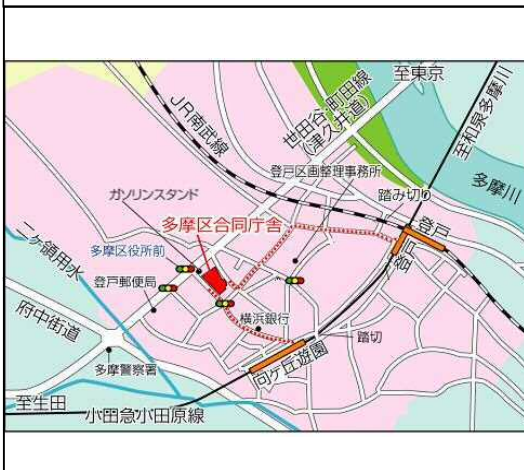 至東京
世田谷町田線
(津久井道)
JR南武線
至和泉多摩川
登戸区画整理事務所
踏み切り
多摩川
ガソリンスタンド
多摩区合同庁舎
登戸
登戸
二ヶ領用水
多摩区役所前
登戸郵便局
横浜銀行
府中街道
踏切
向ケ丘遊園
多摩警察署
至生田
小田急小田原線